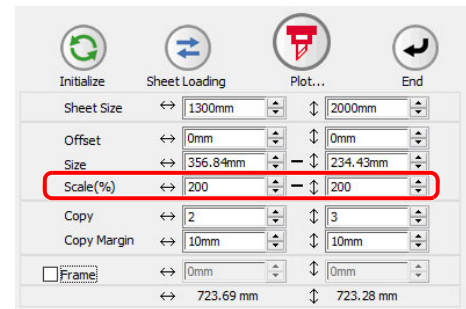 Initialize Sheet Loading Plot... End
Sheet Size ↔ 1300mm ↕ 2000mm
Offset ↔ 0mm ↕ 0mm
Size ↔ 356.84mm – ↕ 234.43mm
Scale(%) ↔ 200 – ↕ 200
Copy ↔ 2 ↕ 3
Copy Margin ↔ 10mm ↕ 10mm
Frame ↔ 0mm ↕ 0mm
↔ 723.69 mm ↕ 723.28 mm